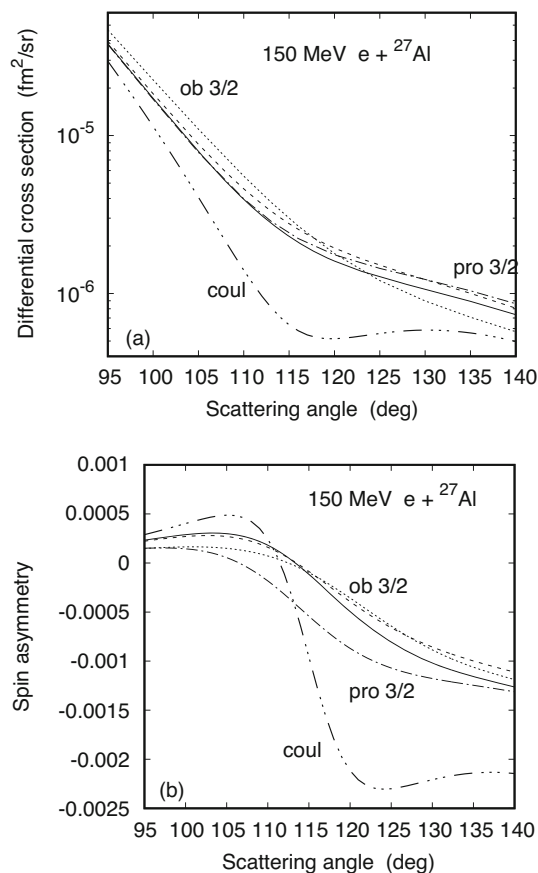 Differential cross section (fm²/sr)
150 MeV e + ²⁷Al
ob 3/2
10⁻⁵
pro 3/2
coul
10⁻⁶
(a)
95 100 105 110 115 120 125 130 135 140
Scattering angle (deg)
Spin asymmetry
0.001
150 MeV e + ²⁷Al
0.0005
0
ob 3/2
-0.0005
-0.001
pro 3/2
-0.0015
coul
-0.002
(b)
-0.0025
95 100 105 110 115 120 125 130 135 140
Scattering angle (deg)